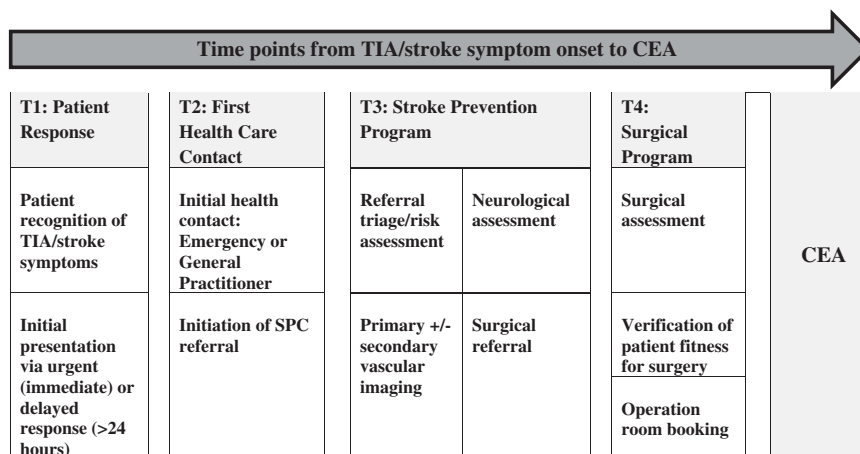 Time points from TIA/stroke symptom onset to CEA
T1: Patient
Response
Patient
recognition of
TIA/stroke
symptoms
Initial
presentation
via urgent
(immediate) or
delayed
response (>24
hours)
T2: First
Health Care
Contact
Initial health
contact:
Emergency or
General
Practitioner
Initiation of SPC
referral
T3: Stroke Prevention
Program
Referral
triage/risk
assessment
Neurological
assessment
Primary +/-
secondary
vascular
imaging
Surgical
referral
T4:
Surgical
Program
Surgical
assessment
Verification of
patient fitness
for surgery
Operation
room booking
CEA